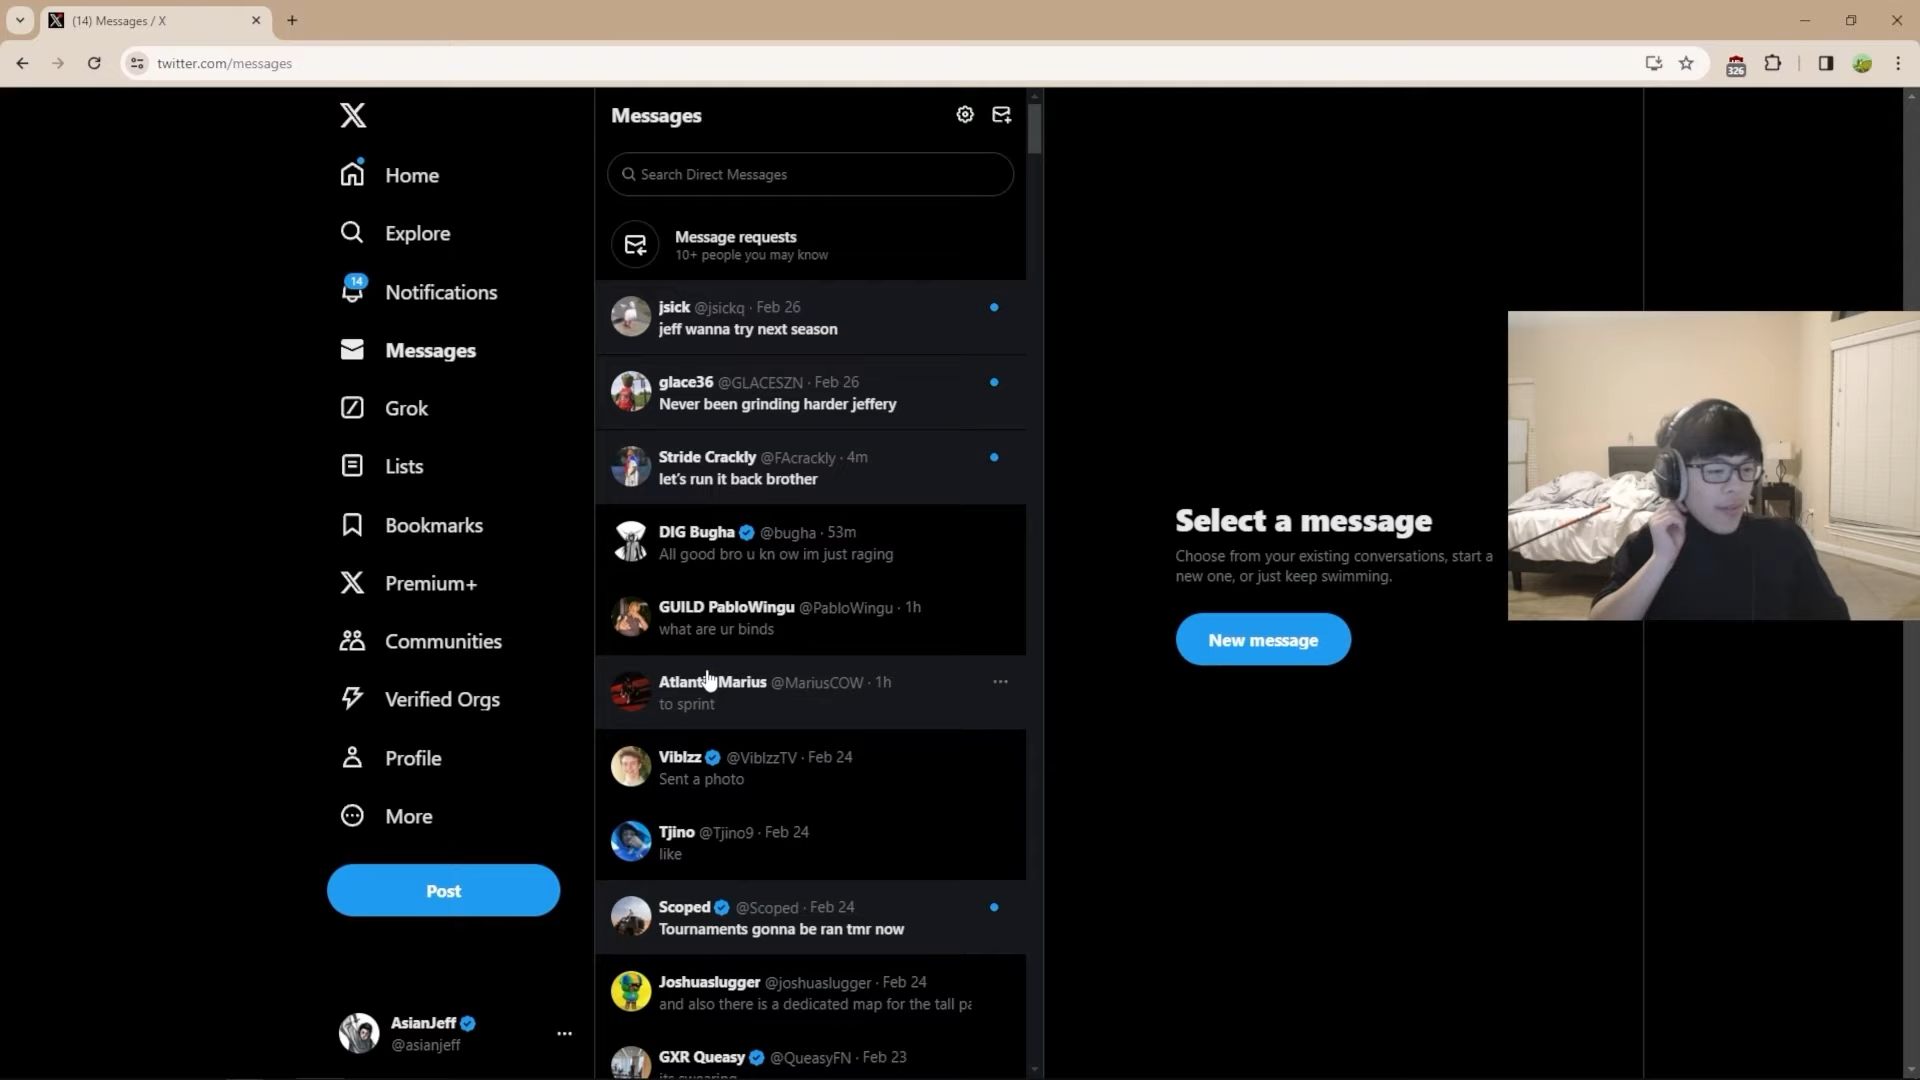 (14) Messages / X
twitter.com/messages
326
Home
Explore
14
Notifications
Messages
Grok
Lists
Bookmarks
Premium+
Communities
Verified Orgs
Profile
More
Post
AsianJeff
@asianjeff
Messages
Search Direct Messages
Message requests
10+ people you may know
jsick @jsickq · Feb 26
jeff wanna try next season
glace36 @GLACESZN · Feb 26
Never been grinding harder jeffery
Stride Crackly @FAcrackly · 4m
let's run it back brother
DIG Bugha @bugha · 53m
All good bro u kn ow im just raging
GUILD PabloWingu @PabloWingu · 1h
what are ur binds
Marius @MariusCOW · 1h
to sprint
Viblzz @ViblzzTV · Feb 24
Sent a photo
Tjino @Tjino9 · Feb 24
like
Scoped @Scoped · Feb 24
Tournaments gonna be ran tmr now
Joshuaslugger @joshuaslugger · Feb 24
and also there is a dedicated map for the tall
GXR Queasy @QueasyFN · Feb 23
Select a message
Choose from your existing conversations, start a
new one, or just keep swimming.
New message